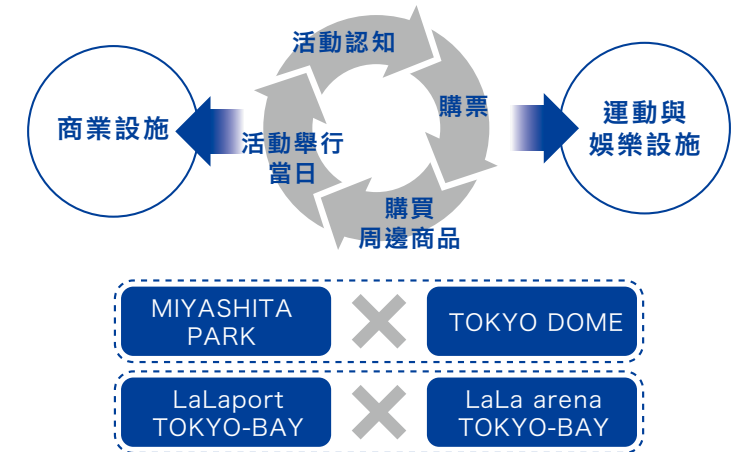 活動認知
商業設施
購票
運動與
娛樂設施
活動舉行
當日
購買
周邊商品
MIYASHITA
PARK
TOKYO DOME
LaLaport
TOKYO-BAY
LaLa arena
TOKYO-BAY